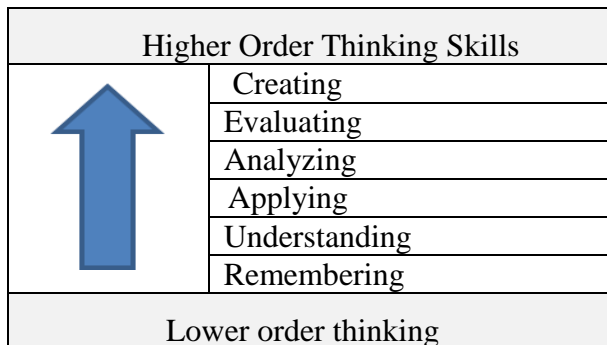 Higher Order Thinking Skills
Creating
Evaluating
Analyzing
Applying
Understanding
Remembering
Lower order thinking